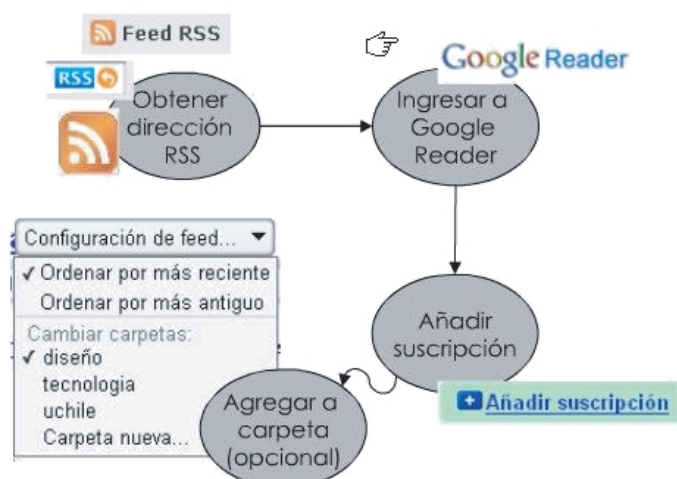 Feed RSS
RSS
Obtener
dirección
RSS
Google Reader
Ingresar a
Google
Reader
Añadir
suscripción
Añadir suscripción
Configuración de feed...
✓ Ordenar por más reciente
Ordenar por más antiguo
Cambiar carpetas:
✓ diseño
tecnologia
uchile
Carpeta nueva...
Agregar a
carpeta
(opcional)